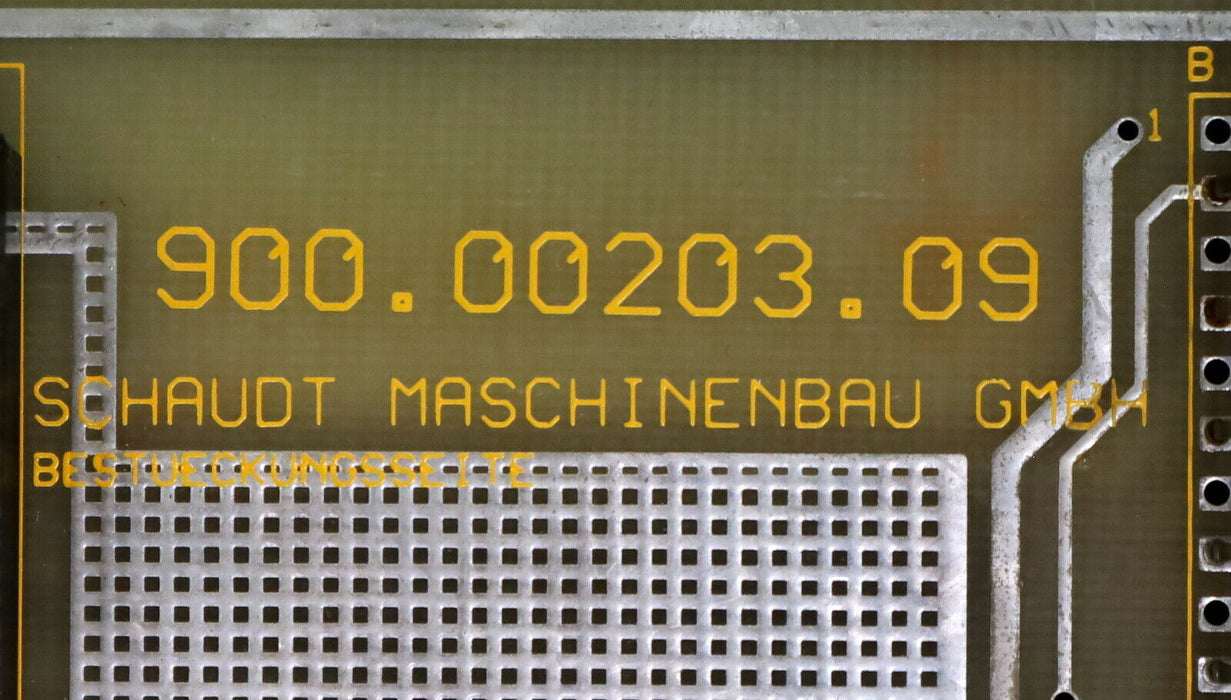 B
1
900.00203.09
SCHAUDT MASCHINENBAU GMBH
BESTUECKUNGSSEITE